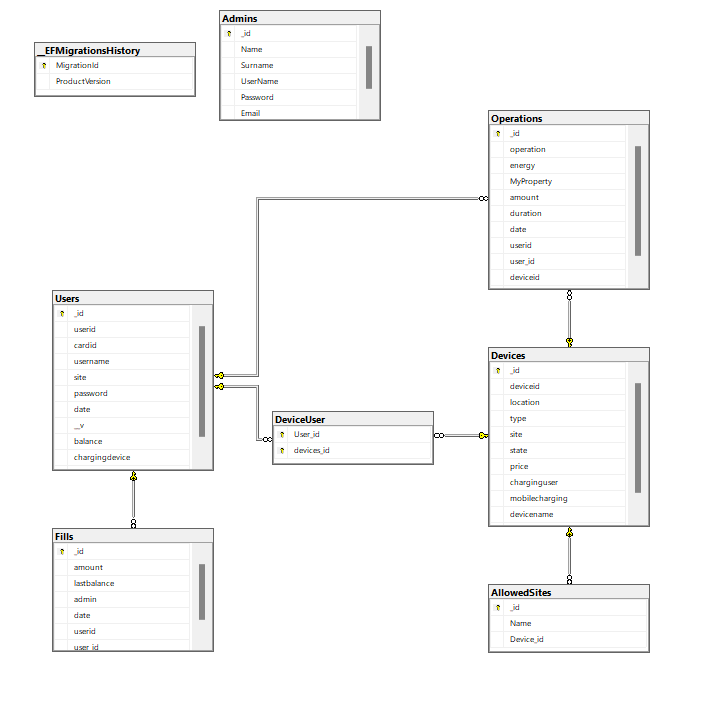 Admins
_id
Name
Surname
UserName
Password
Email
__EFMigrationsHistory
MigrationId
ProductVersion
Operations
_id
operation
energy
MyProperty
amount
duration
date
userid
user_id
deviceid
Users
_id
userid
cardid
username
site
password
date
__v
balance
chargingdevice
Devices
_id
deviceid
location
type
site
state
price
charginguser
mobilecharging
devicename
DeviceUser
User_id
devices_id
Fills
_id
amount
lastbalance
admin
date
userid
user_id
AllowedSites
_id
Name
Device_id